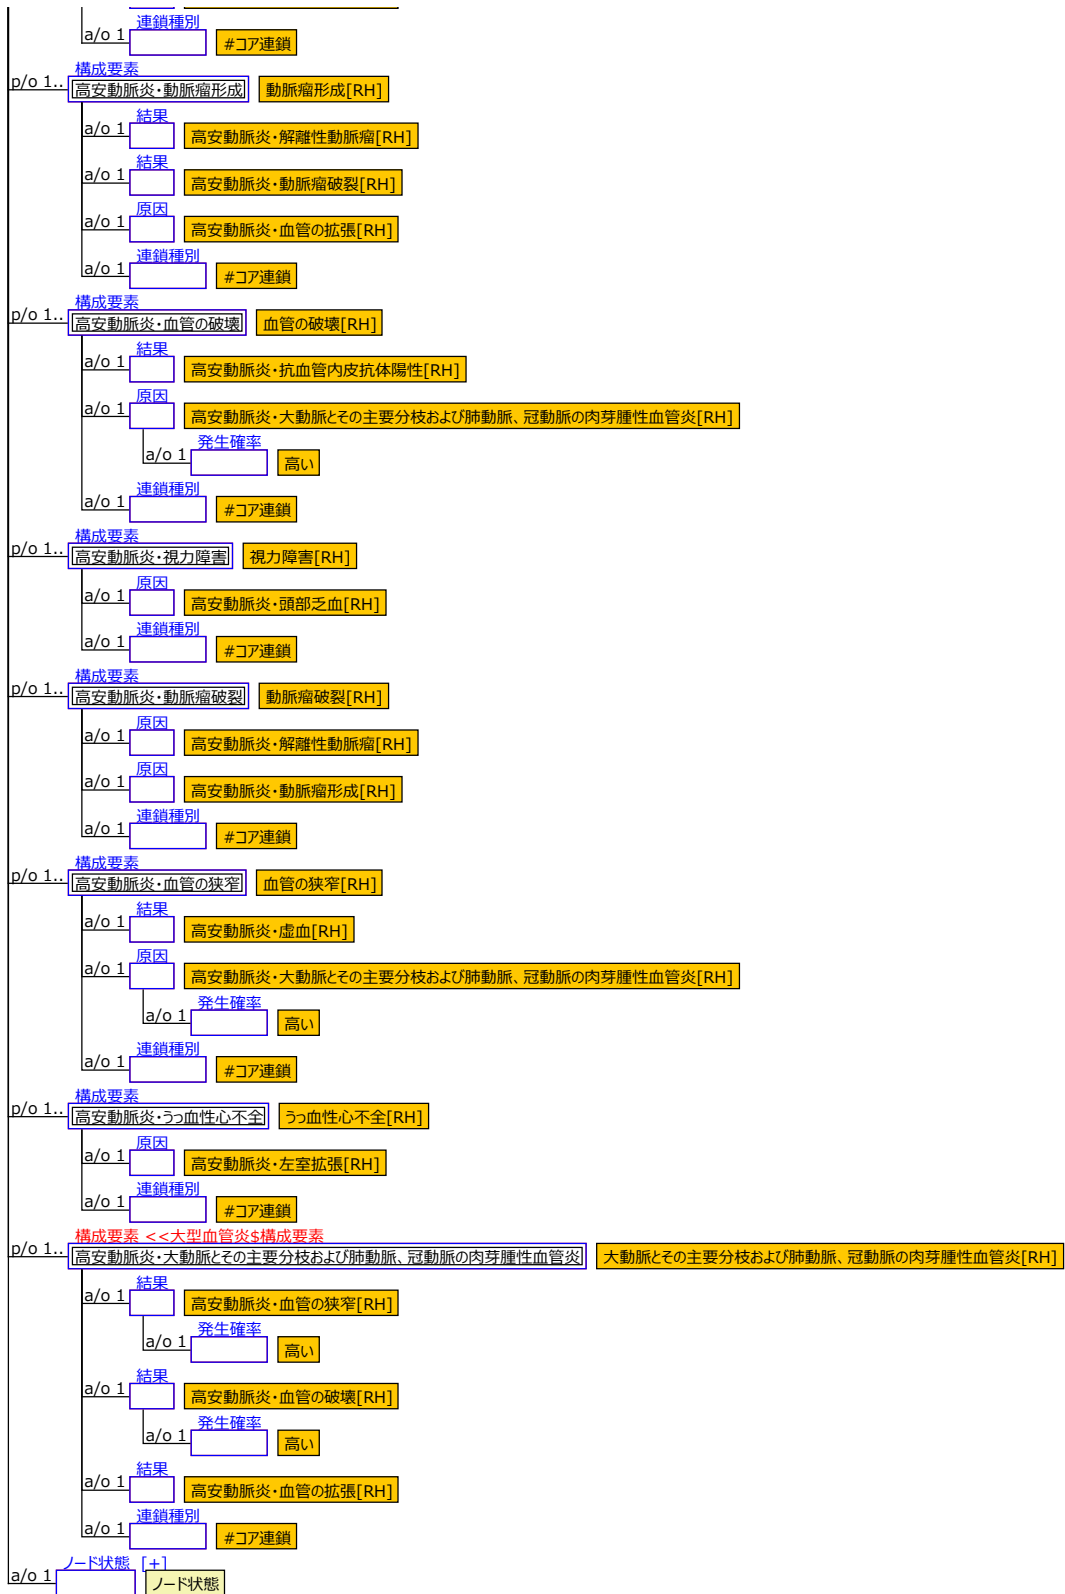 連鎖種別
a/o 1 #コア連鎖
構成要素
p/o 1.. 高安動脈炎・動脈瘤形成 動脈瘤形成[RH]
結果
a/o 1 高安動脈炎・解離性動脈瘤[RH]
結果
a/o 1 高安動脈炎・動脈瘤破裂[RH]
原因
a/o 1 高安動脈炎・血管の拡張[RH]
連鎖種別
a/o 1 #コア連鎖
構成要素
p/o 1.. 高安動脈炎・血管の破壊 血管の破壊[RH]
結果
a/o 1 高安動脈炎・抗血管内皮抗体陽性[RH]
原因
a/o 1 高安動脈炎・大動脈とその主要分枝および肺動脈、冠動脈の肉芽腫性血管炎[RH]
発生確率
a/o 1 高い
連鎖種別
a/o 1 #コア連鎖
構成要素
p/o 1.. 高安動脈炎・視力障害 視力障害[RH]
原因
a/o 1 高安動脈炎・頭部乏血[RH]
連鎖種別
a/o 1 #コア連鎖
構成要素
p/o 1.. 高安動脈炎・動脈瘤破裂 動脈瘤破裂[RH]
原因
a/o 1 高安動脈炎・解離性動脈瘤[RH]
原因
a/o 1 高安動脈炎・動脈瘤形成[RH]
連鎖種別
a/o 1 #コア連鎖
構成要素
p/o 1.. 高安動脈炎・血管の狭窄 血管の狭窄[RH]
結果
a/o 1 高安動脈炎・虚血[RH]
原因
a/o 1 高安動脈炎・大動脈とその主要分枝および肺動脈、冠動脈の肉芽腫性血管炎[RH]
発生確率
a/o 1 高い
連鎖種別
a/o 1 #コア連鎖
構成要素
p/o 1.. 高安動脈炎・うっ血性心不全 うっ血性心不全[RH]
原因
a/o 1 高安動脈炎・左室拡張[RH]
連鎖種別
a/o 1 #コア連鎖
構成要素 <<大型血管炎$構成要素
p/o 1.. 高安動脈炎・大動脈とその主要分枝および肺動脈、冠動脈の肉芽腫性血管炎 大動脈とその主要分枝および肺動脈、冠動脈の肉芽腫性血管炎[RH]
結果
a/o 1 高安動脈炎・血管の狭窄[RH]
発生確率
a/o 1 高い
結果
a/o 1 高安動脈炎・血管の破壊[RH]
発生確率
a/o 1 高い
結果
a/o 1 高安動脈炎・血管の拡張[RH]
連鎖種別
a/o 1 #コア連鎖
ノード状態 [+]
a/o 1 ノード状態